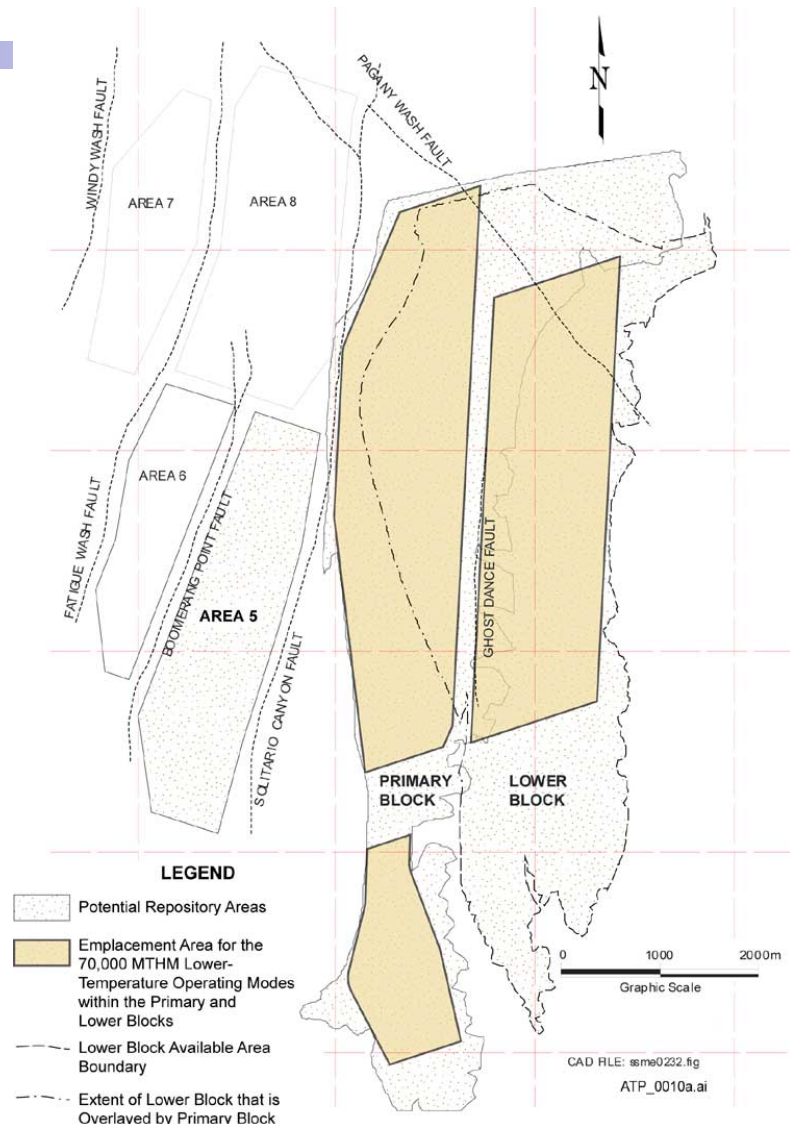 WINDY WASH FAULT
PAGANY WASH FAULT
N
AREA 7
AREA 8
AREA 6
FATIGUE WASH FAULT
BOOMERANG POINT FAULT
AREA 5
SOLITARIO CANYON FAULT
GHOST DANCE FAULT
PRIMARY
BLOCK
LOWER
BLOCK
LEGEND
Potential Repository Areas
Emplacement Area for the
70,000 MTHM Lower-
Temperature Operating Modes
within the Primary and
Lower Blocks
Lower Block Available Area
Boundary
Extent of Lower Block that is
Overlayed by Primary Block
0 1000 2000m
Graphic Scale
CAD FILE: ssme0232.fig
ATP_0010a.ai